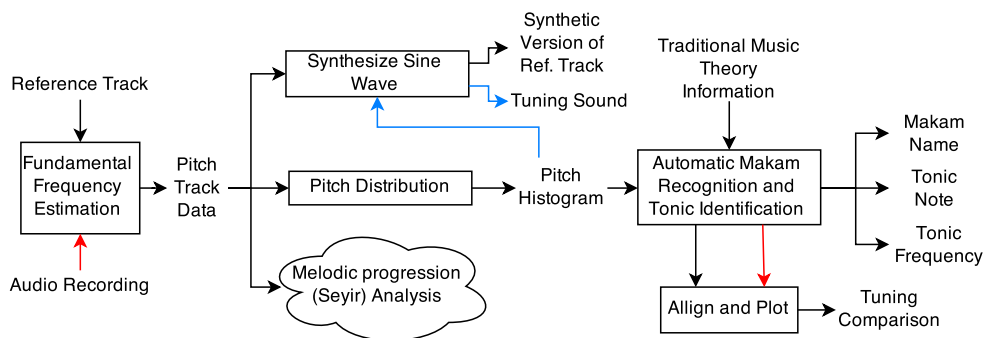 Reference Track
Fundamental
Frequency
Estimation
Audio Recording
Pitch
Track
Data
Synthesize Sine
Wave
Synthetic
Version of
Ref. Track
Tuning Sound
Pitch Distribution
Pitch
Histogram
Melodic progression
(Seyir) Analysis
Traditional Music
Theory
Information
Automatic Makam
Recognition and
Tonic Identification
Makam
Name
Tonic
Note
Tonic
Frequency
Allign and Plot
Tuning
Comparison